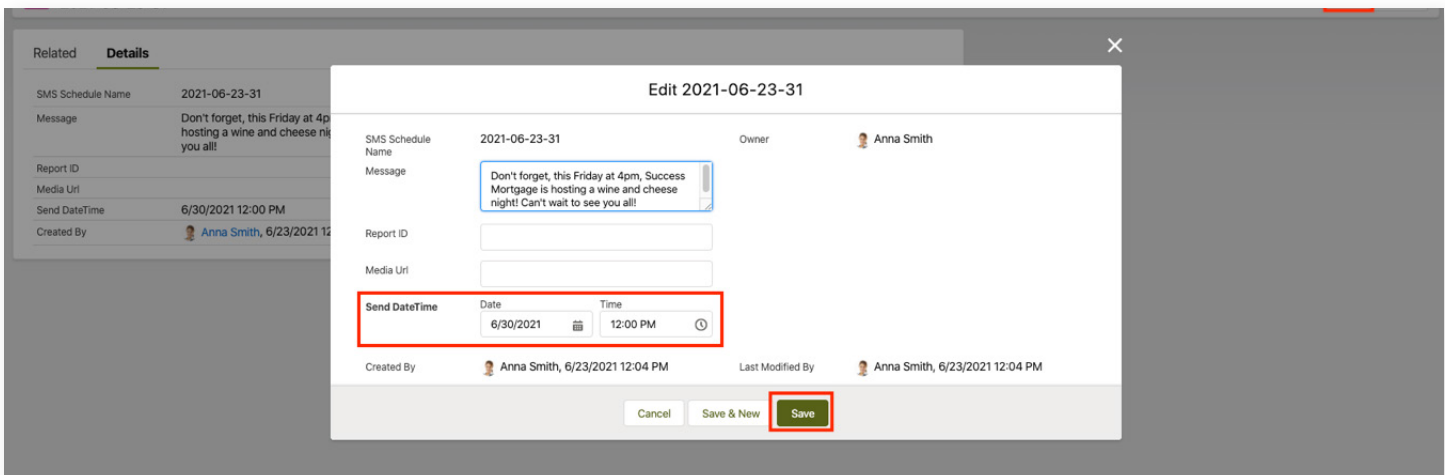 Related Details
SMS Schedule Name 2021-06-23-31
Message Don't forget, this Friday at 4p
hosting a wine and cheese nig
you all!
Report ID
Media Url
Send DateTime 6/30/2021 12:00 PM
Created By Anna Smith, 6/23/2021 12
Edit 2021-06-23-31
SMS Schedule
Name
2021-06-23-31
Owner Anna Smith
Message
Don't forget, this Friday at 4pm, Success
Mortgage is hosting a wine and cheese
night! Can't wait to see you all!
Report ID
Media Url
Send DateTime
Date Time
6/30/2021 12:00 PM
Created By Anna Smith, 6/23/2021 12:04 PM Last Modified By Anna Smith, 6/23/2021 12:04 PM
Cancel Save & New Save